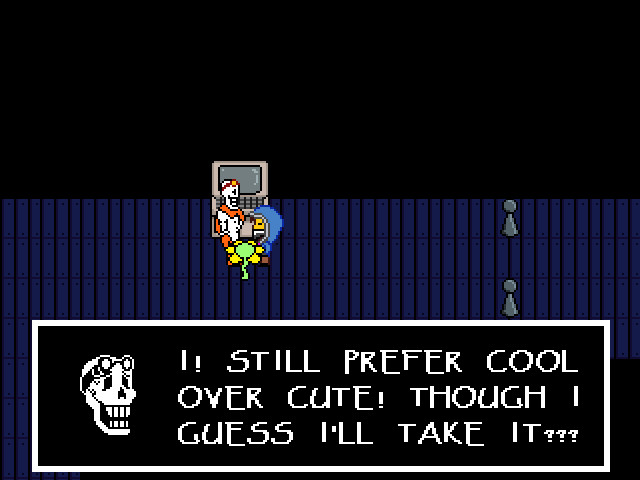 I! STILL PREFER COOL
OVER CUTE! THOUGH I
GUESS I'LL TAKE IT???